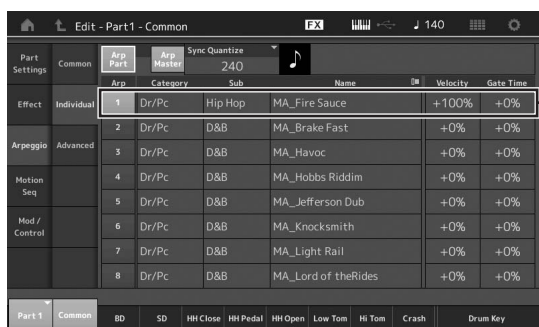 Edit - Part1 - Common FX 140
Part Settings Common Arp Part Arp Master Sync Quantize 240
Arp Category Sub Name Velocity Gate Time
Effect Individual 1 Dr/Pc Hip Hop MA_Fire Sauce +100% +0%
2 Dr/Pc D&B MA_Brake Fast +0% +0%
Arpeggio Advanced 3 Dr/Pc D&B MA_Havoc +0% +0%
Motion Seq 4 Dr/Pc D&B MA_Hobbs Riddim +0% +0%
5 Dr/Pc D&B MA_Jefferson Dub +0% +0%
Mod / Control 6 Dr/Pc D&B MA_Knocksmith +0% +0%
7 Dr/Pc D&B MA_Light Rail +0% +0%
8 Dr/Pc D&B MA_Lord of theRides +0% +0%
Part 1 Common BD SD HH Close HH Pedal HH Open Low Tom Hi Tom Crash Drum Key